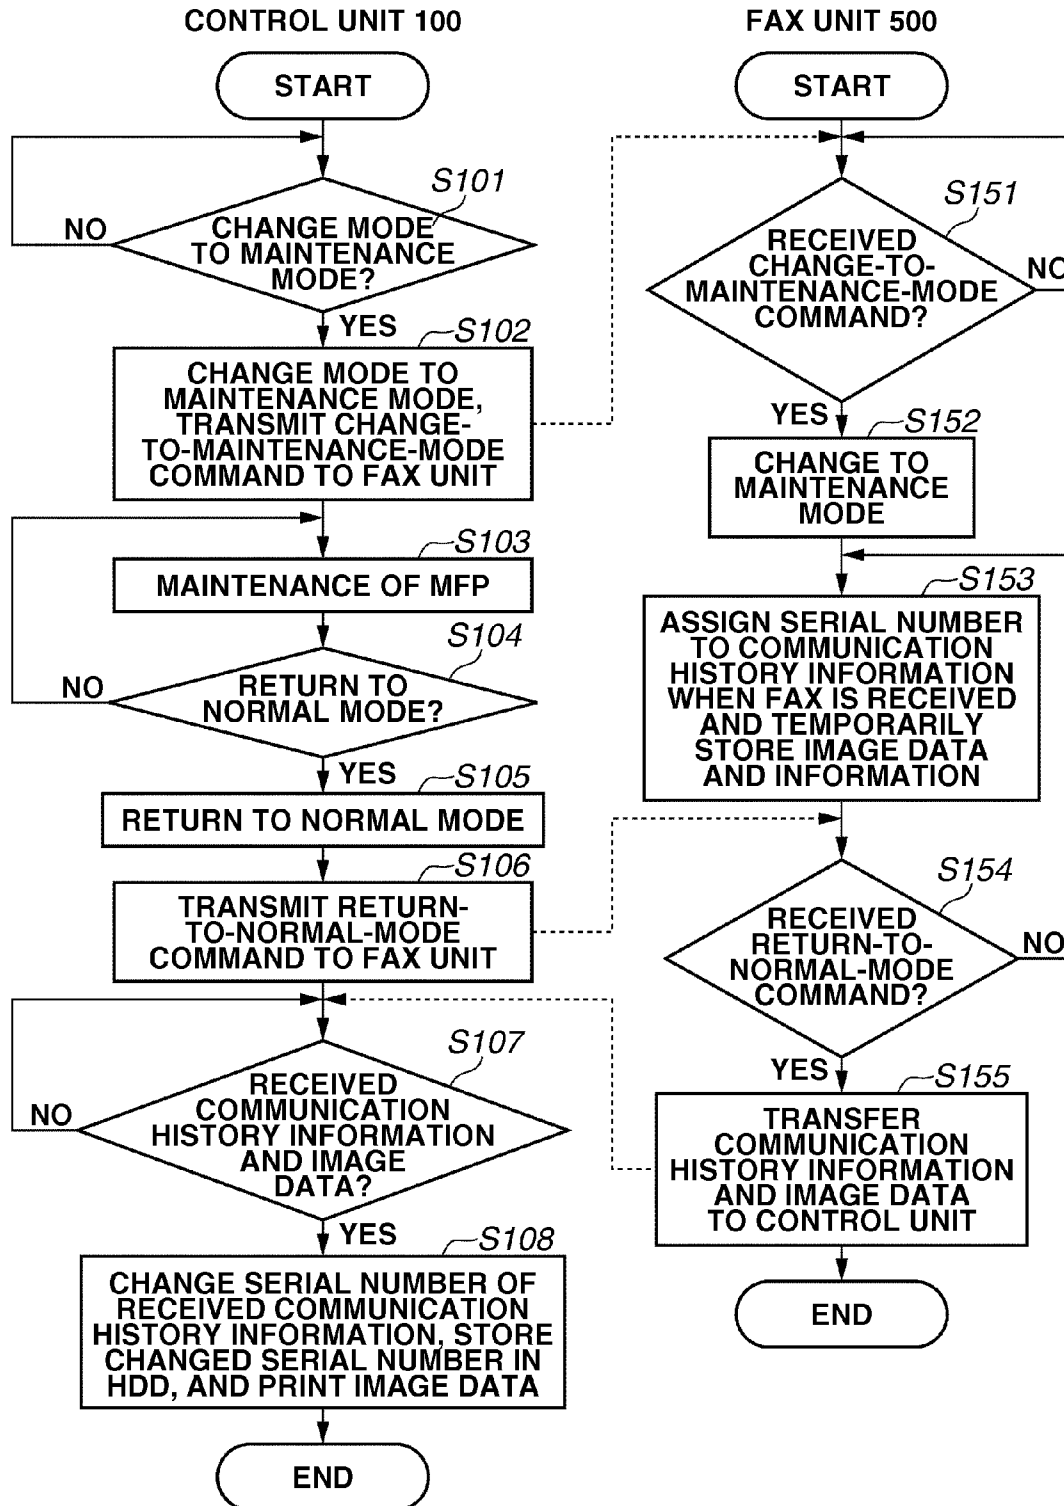 CONTROL UNIT 100
START
S101
CHANGE MODE
TO MAINTENANCE
MODE?
NO
YES
S102
CHANGE MODE TO
MAINTENANCE MODE,
TRANSMIT CHANGE-
TO-MAINTENANCE-MODE
COMMAND TO FAX UNIT
S103
MAINTENANCE OF MFP
S104
RETURN TO
NORMAL MODE?
NO
YES
S105
RETURN TO NORMAL MODE
S106
TRANSMIT RETURN-
TO-NORMAL-MODE
COMMAND TO FAX UNIT
S107
RECEIVED
COMMUNICATION
HISTORY INFORMATION
AND IMAGE
DATA?
NO
YES
S108
CHANGE SERIAL NUMBER OF
RECEIVED COMMUNICATION
HISTORY INFORMATION, STORE
CHANGED SERIAL NUMBER IN
HDD, AND PRINT IMAGE DATA
END
FAX UNIT 500
START
S151
RECEIVED
CHANGE-TO-
MAINTENANCE-MODE
COMMAND?
NO
YES
S152
CHANGE TO
MAINTENANCE
MODE
S153
ASSIGN SERIAL NUMBER
TO COMMUNICATION
HISTORY INFORMATION
WHEN FAX IS RECEIVED
AND TEMPORARILY
STORE IMAGE DATA
AND INFORMATION
S154
RECEIVED
RETURN-TO-
NORMAL-MODE
COMMAND?
NO
YES
S155
TRANSFER
COMMUNICATION
HISTORY INFORMATION
AND IMAGE DATA
TO CONTROL UNIT
END